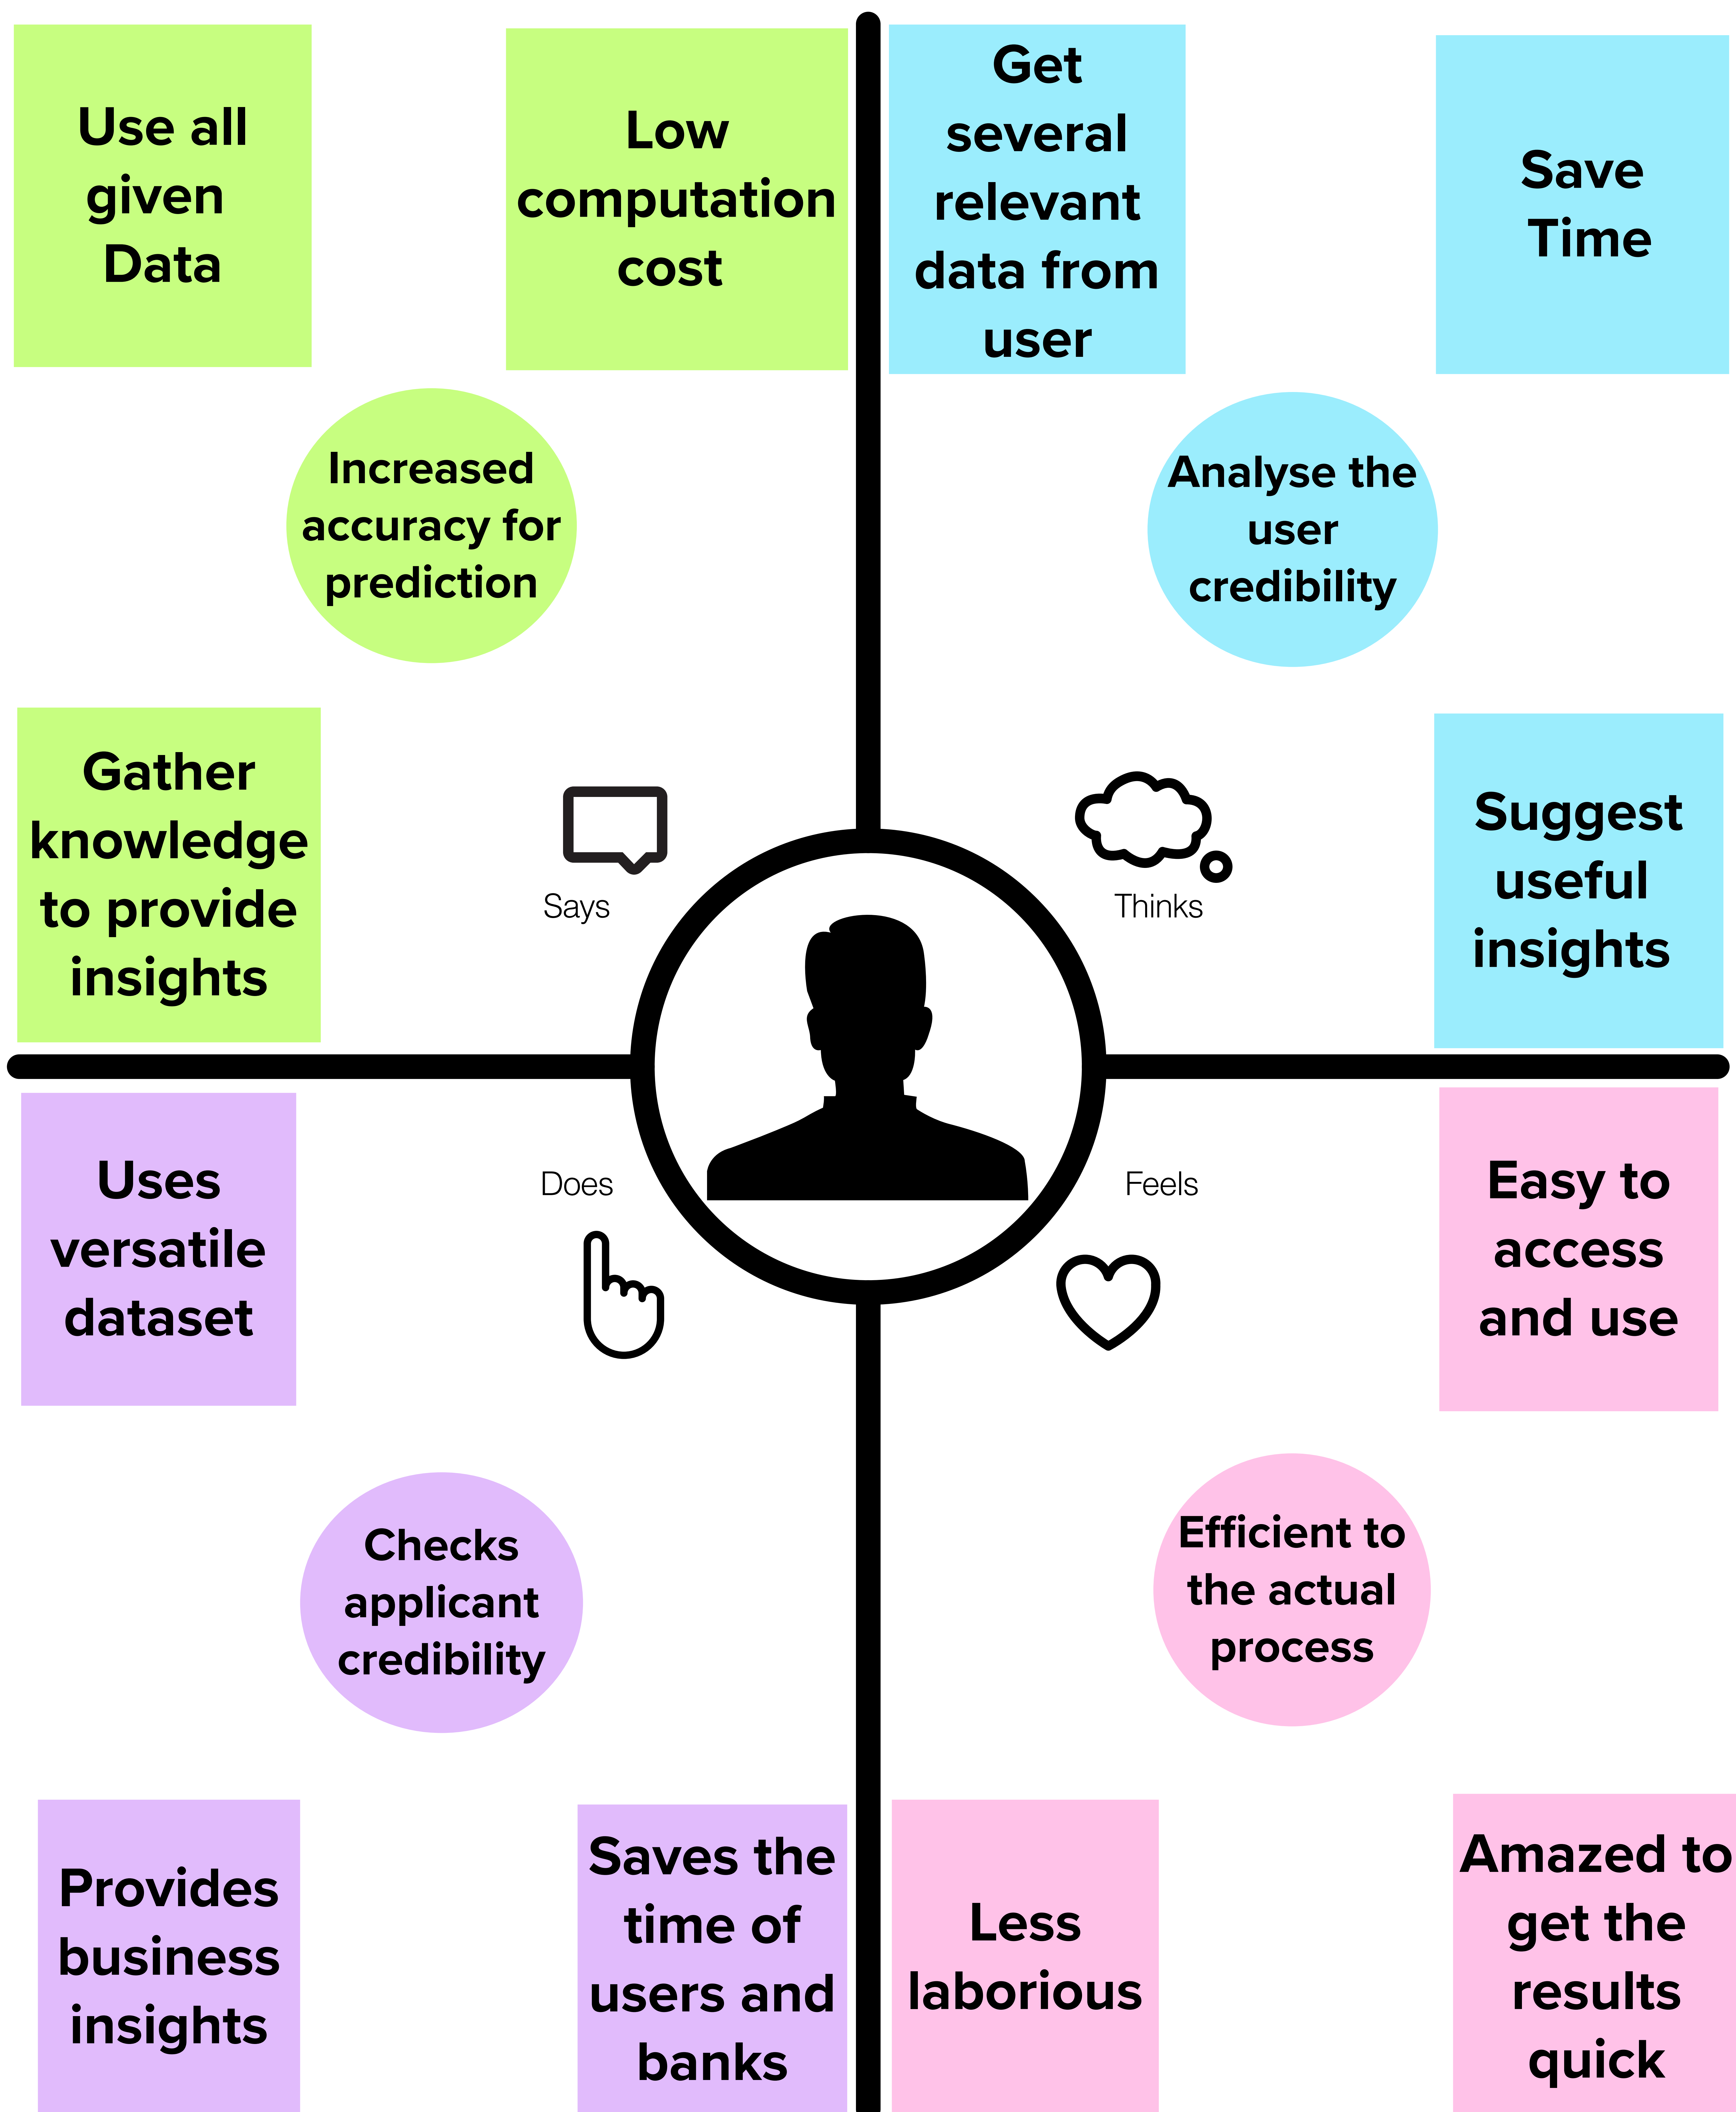 Use all
given
Data
Low
computation
cost
Get
several
relevant
data from
user
Save
Time
Increased
accuracy for
prediction
Analyse the
user
credibility
Gather
knowledge
to provide
insights
Says
Thinks
Suggest
useful
insights
Uses
versatile
dataset
Does
Feels
Easy to
access
and use
Checks
applicant
credibility
Efficient to
the actual
process
Provides
business
insights
Saves the
time of
users and
banks
Less
laborious
Amazed to
get the
results
quick